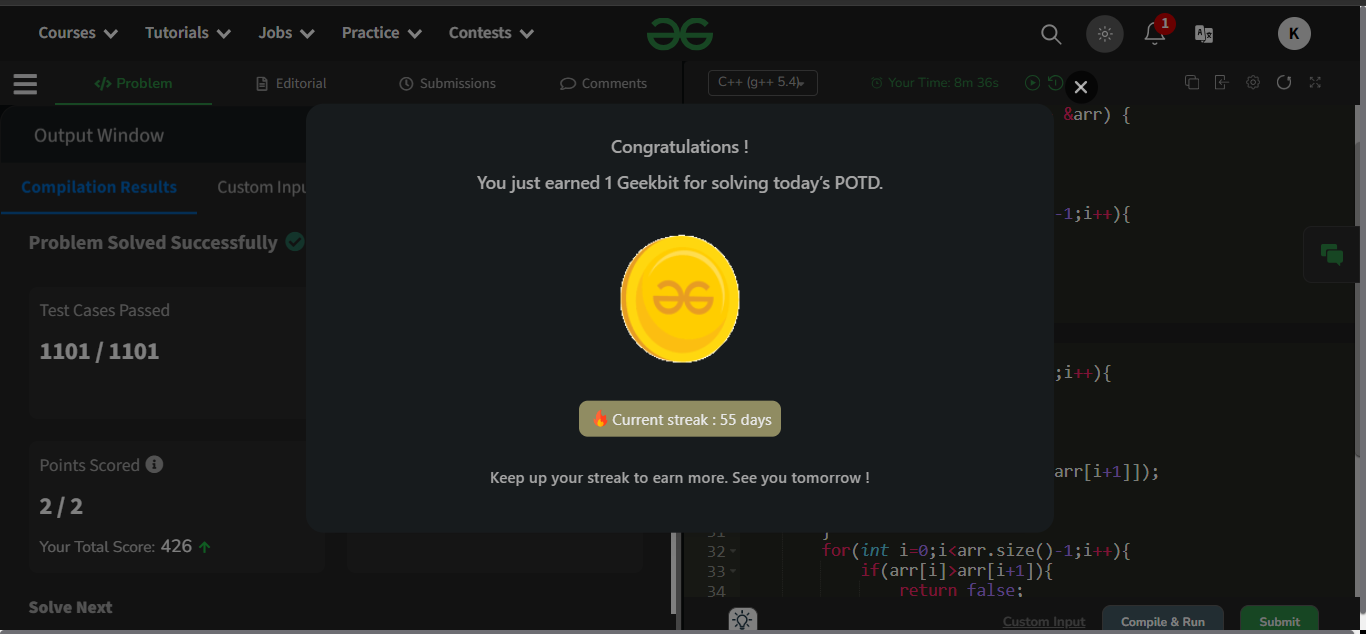 Courses Tutorials Jobs Practice Contests
1
K
</> Problem Editorial Submissions Comments
C++ (g++ 5.4) Your Time: 8m 36s
Output Window
Compilation Results Custom Inpu
Problem Solved Successfully
Test Cases Passed
1101 / 1101
Points Scored
2 / 2
Your Total Score: 426
Solve Next
Congratulations !
You just earned 1 Geekbit for solving today's POTD.
Current streak : 55 days
Keep up your streak to earn more. See you tomorrow !
&arr) {
-1;i++){
;i++){
arr[i+1]]);
31 }
32 for(int i=0;i<arr.size()-1;i++){
33 if(arr[i]>arr[i+1]){
34 return false;
Custom Input Compile & Run Submit